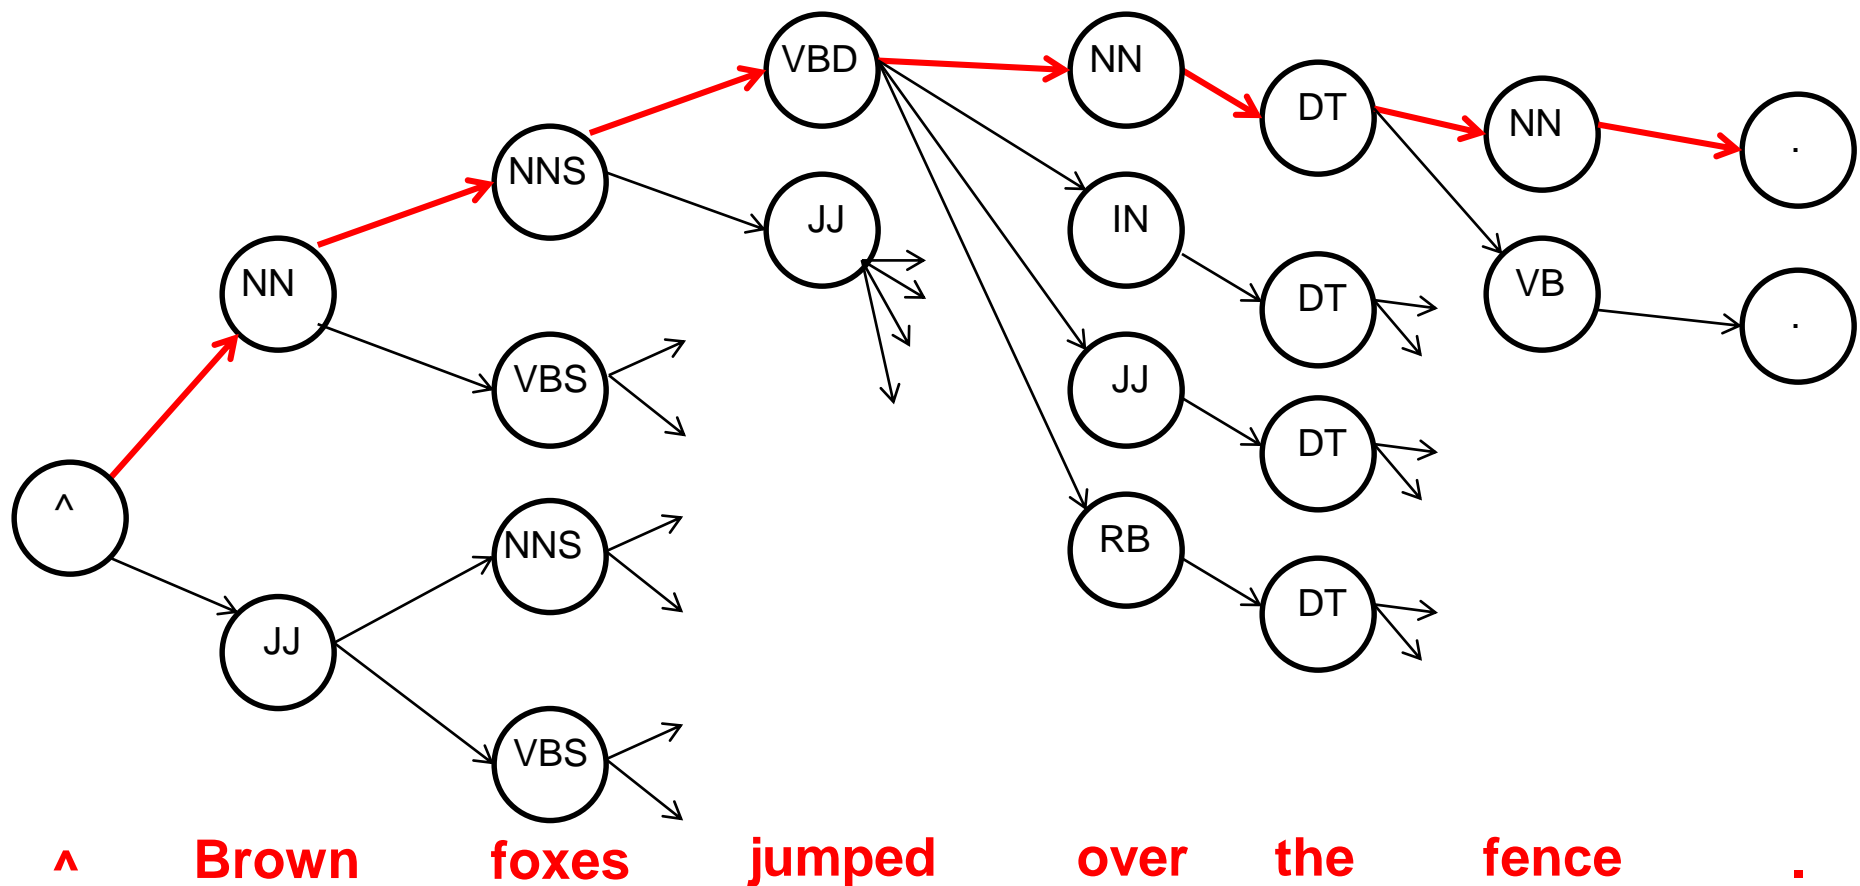 VBD NN
DT NN .
NNS
JJ IN
NN DT VB .
VBS JJ
DT
^ NNS RB
DT
JJ
VBS
^ Brown foxes jumped over the fence .